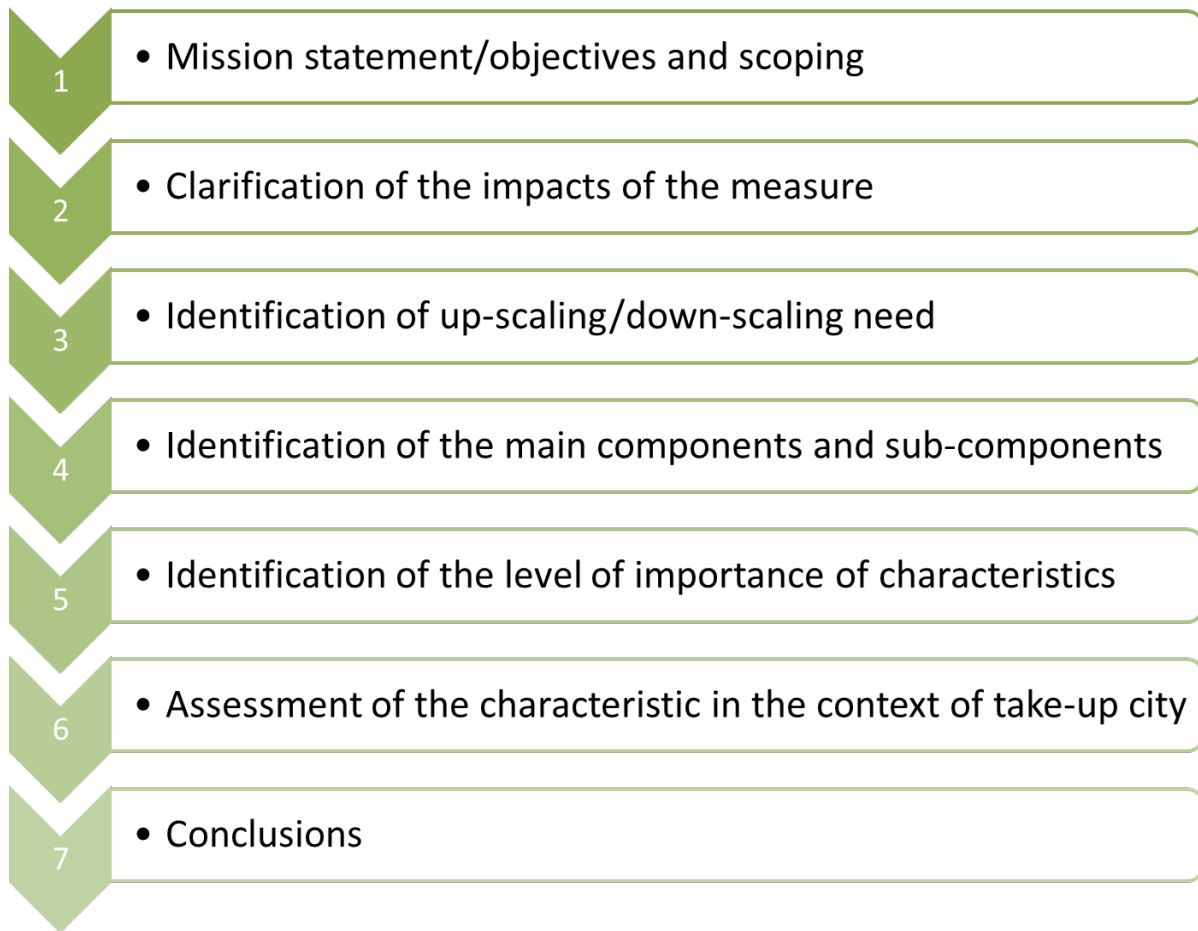 1
• Mission statement/objectives and scoping
2
• Clarification of the impacts of the measure
3
• Identification of up-scaling/down-scaling need
4
• Identification of the main components and sub-components
5
• Identification of the level of importance of characteristics
6
• Assessment of the characteristic in the context of take-up city
7
• Conclusions